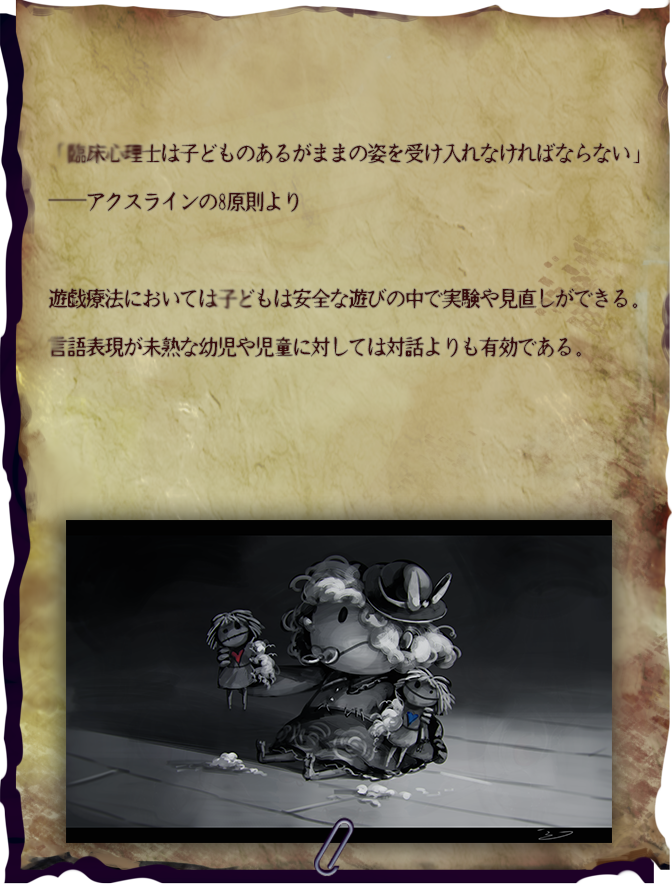 「臨床心理士は子どものあるがままの姿を受け入れなければならない」
──アクスラインの8原則より
遊戯療法においては子どもは安全な遊びの中で実験や見直しができる。
言語表現が未熟な幼児や児童に対しては対話よりも有効である。